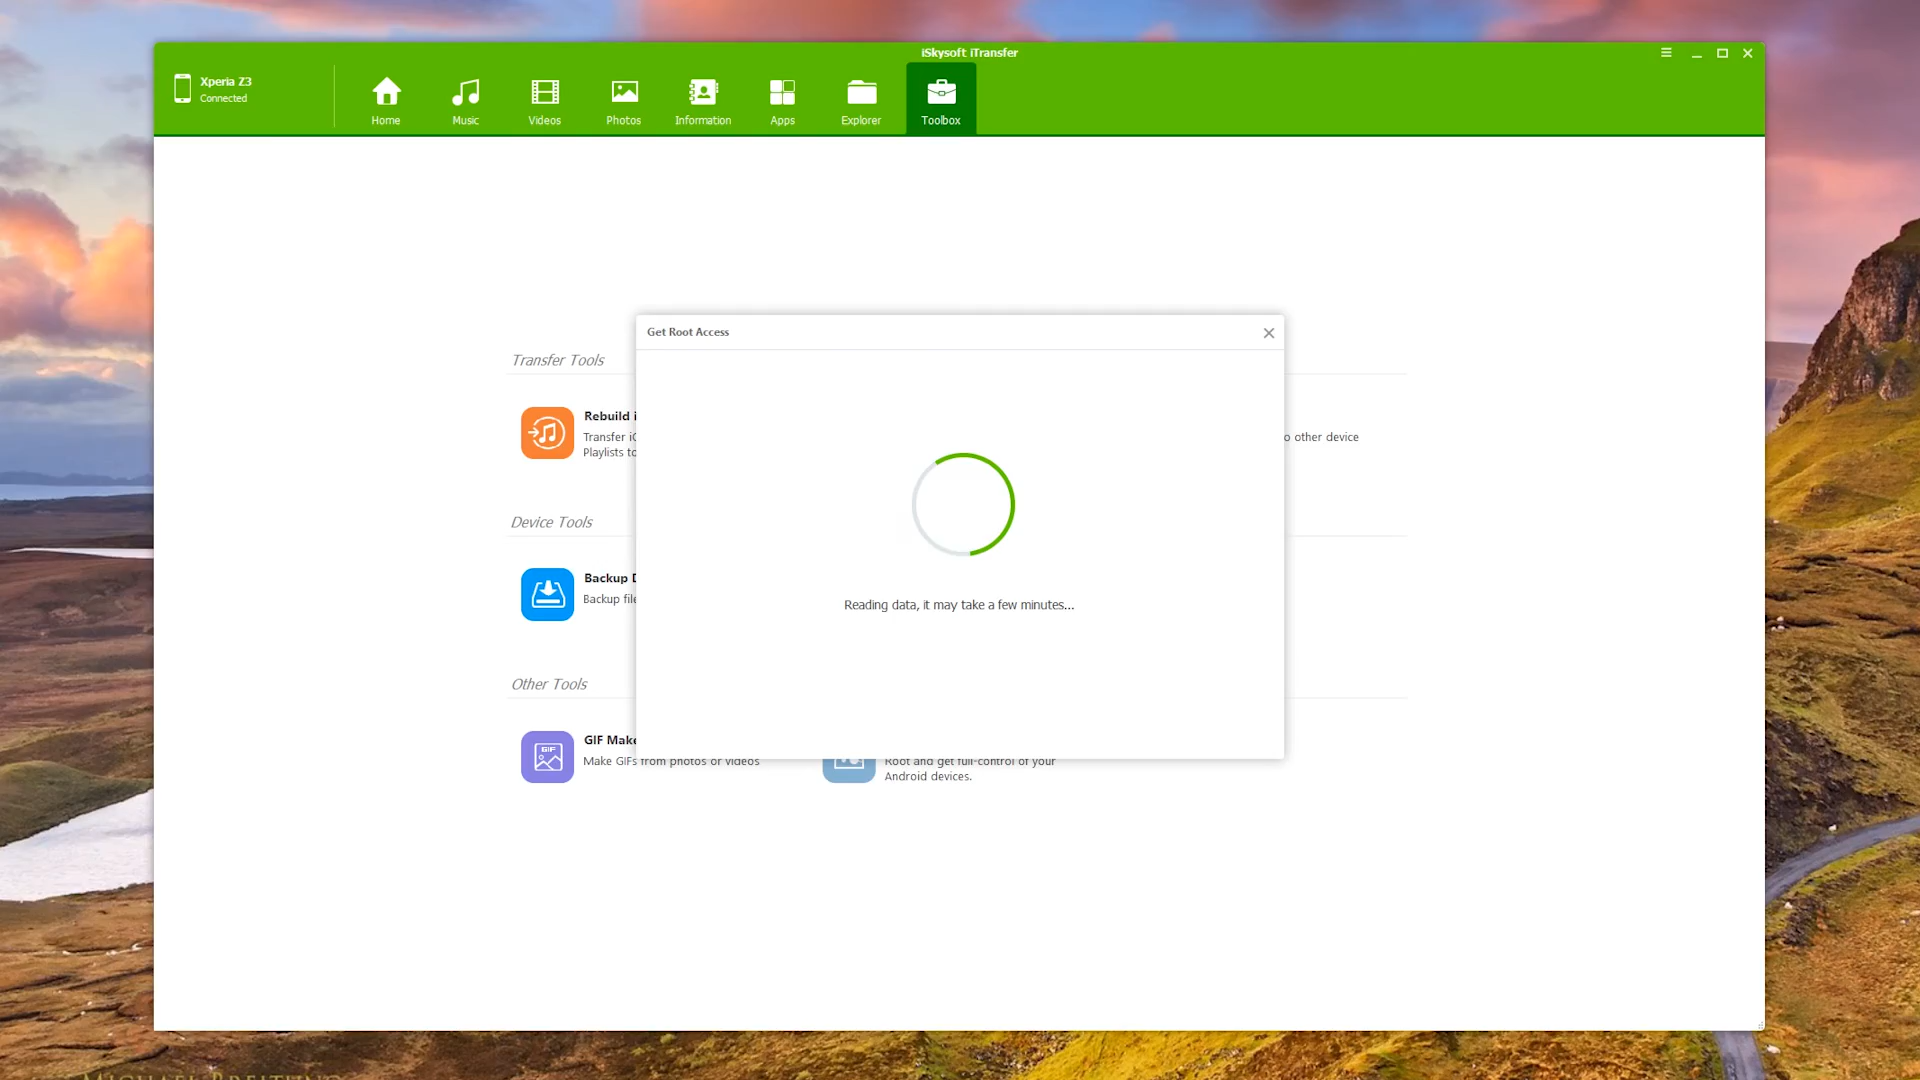 iSkysoft iTransfer
Xperia Z3
Connected
Home
Music
Videos
Photos
Information
Apps
Explorer
Toolbox
Get Root Access
Transfer Tools
Rebuild i
Transfer
Playlists to
o other device
Reading data, it may take a few minutes...
Device Tools
Backup D
Backup file
Other Tools
GIF Make
Make GIFs from photos or videos
GIF
Root and get full-control of your
Android devices.